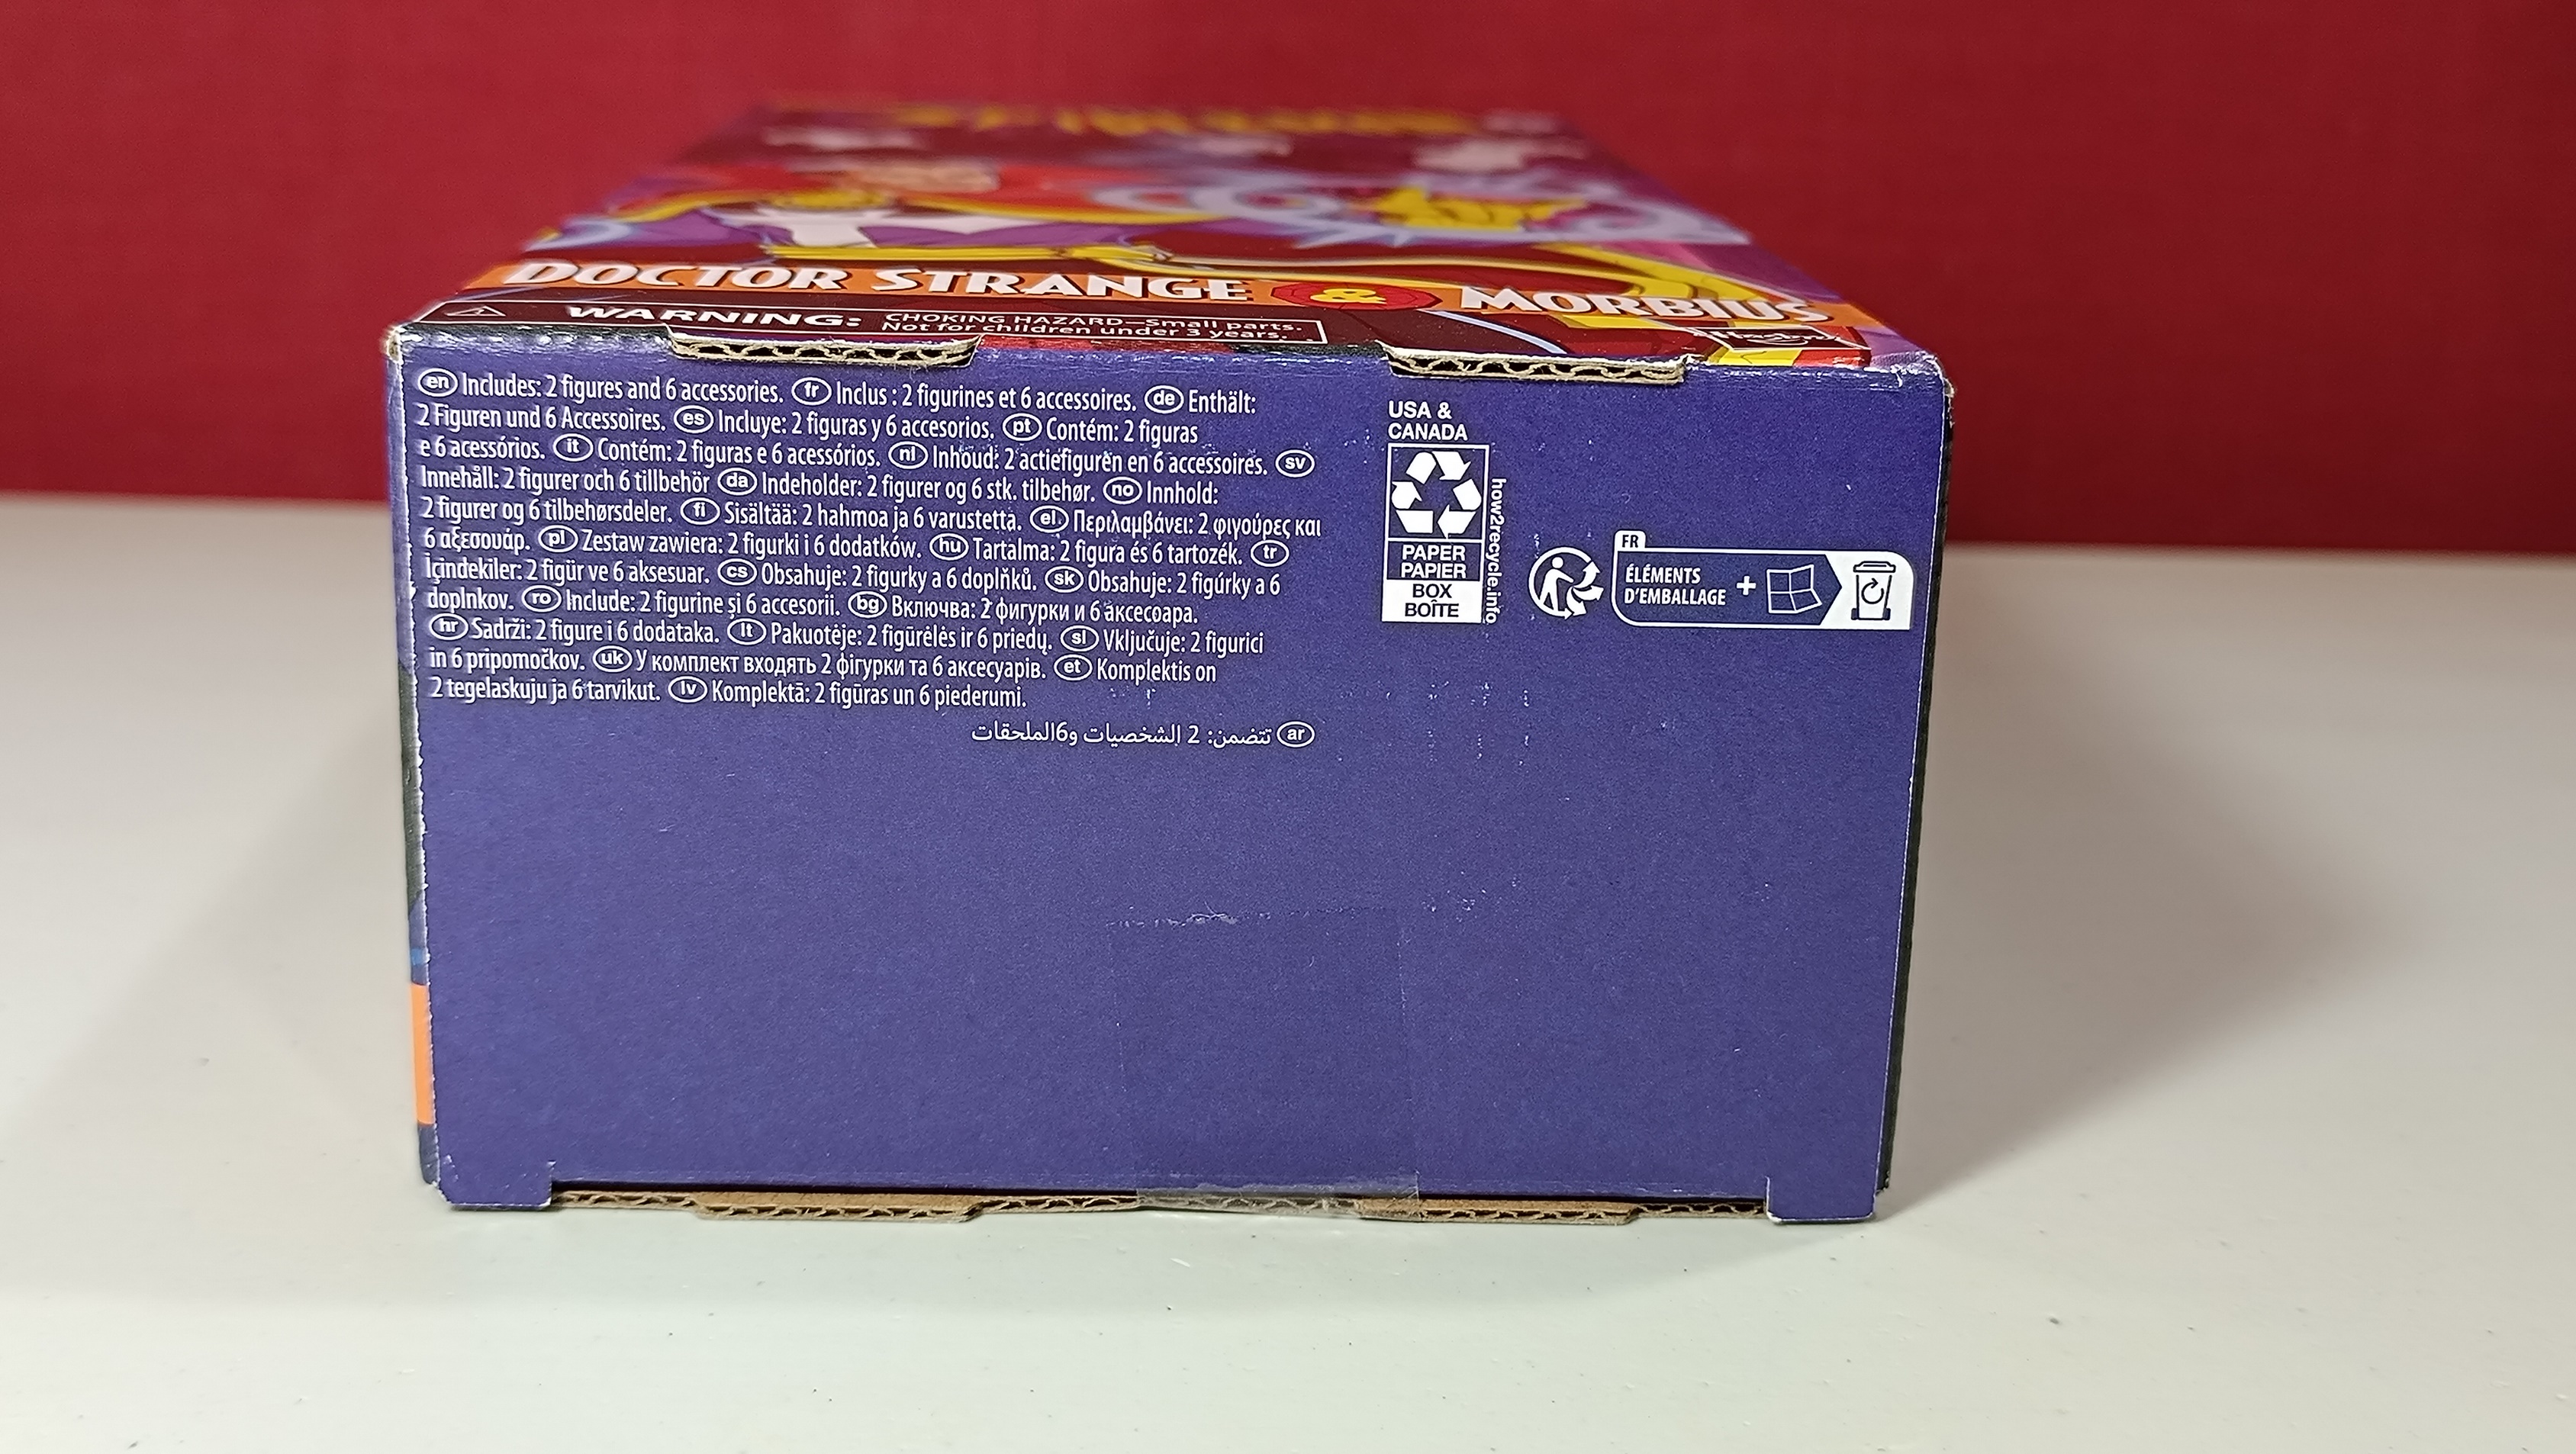 DOCTOR STRANGE & MORBIUS
WARNING: CHOKING HAZARD—Small parts.
Not for children under 3 years.
en Includes: 2 figures and 6 accessories. fr Inclus : 2 figurines et 6 accessoires. de Enthält:
2 Figuren und 6 Accessoires. es Incluye: 2 figuras y 6 accesorios. pt Contém: 2 figuras
e 6 acessórios. it Contém: 2 figuras e 6 acessórios. nl Inhoud: 2 actiefiguren en 6 accessoires. sv
Innehåll: 2 figurer och 6 tillbehör da Indeholder: 2 figurer og 6 stk. tilbehør. no Innhold:
2 figurer og 6 tilbehørsdeler. fi Sisältää: 2 hahmoa ja 6 varustetta. el Περιλαμβάνει: 2 φιγούρες και
6 αξεσουάρ. pl Zestaw zawiera: 2 figurki i 6 dodatków. hu Tartalma: 2 figura és 6 tartozék. tr
İçindekiler: 2 figür ve 6 aksesuar. cs Obsahuje: 2 figurky a 6 doplňků. sk Obsahuje: 2 figúrky a 6
doplnkov. ro Include: 2 figurine și 6 accesorii. bg Включва: 2 фигурки и 6 аксесоара.
hr Sadrži: 2 figure i 6 dodataka. lt Pakuotėje: 2 figūrėlės ir 6 priedų. sl Vključuje: 2 figurici
in 6 pripomočkov. uk У комплект входять 2 фігурки та 6 аксесуарів. et Komplektis on
2 tegelaskuju ja 6 tarvikut. lv Komplektā: 2 figūras un 6 piederumi.
ar تتضمن: 2 الشخصيات و6الملحقات
USA &
CANADA
PAPER
PAPIER
BOX
BOÎTE
how2recycle.info
FR
ÉLÉMENTS
D'EMBALLAGE +